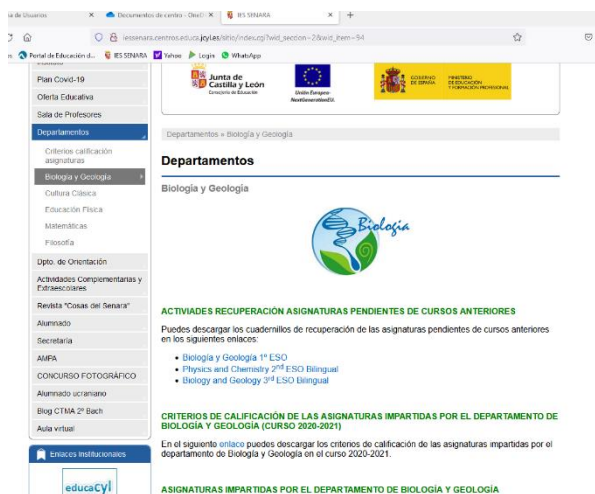 a de Usuarios × Documentos de centro - OneD × IES SENARA × +
iessenara.centros.educa.jcyl.es/sitio/index.cgi?wid_seccion=2&wid_item=54
Portal de Educación d... IES SENARA Yahoo Login WhatsApp
Plan Covid-19
Oferta Educativa
Sala de Profesores
Departamentos
Criterios calificación
asignaturas
Biología y Geología
Cultura Clásica
Educación Física
Matemáticas
Filosofía
Dpto. de Orientación
Actividades Complementarias y
Extraescolares
Revista "Cosas del Senara"
Alumnado
Secretaría
AMPA
CONCURSO FOTOGRÁFICO
Alumnado ucraniano
Blog CTMA 2º Bach
Aula virtual
Enlaces Institucionales
educacyl
Junta de
Castilla y León
Consejería de Educación
Unión Europea
NextGenerationEU.
GOBIERNO
DE ESPAÑA
MINISTERIO
DE EDUCACIÓN
Y FORMACIÓN PROFESIONAL
Departamentos » Biología y Geología
Departamentos
Biología y Geología
Biología
ACTIVIADES RECUPERACIÓN ASIGNATURAS PENDIENTES DE CURSOS ANTERIORES
Puedes descargar los cuadernillos de recuperación de las asignaturas pendientes de cursos anteriores
en los siguientes enlaces:
• Biología y Geología 1º ESO
• Physics and Chemistry 2nd ESO Bilingual
• Biology and Geology 3rd ESO Bilingual
CRITERIOS DE CALIFICACIÓN DE LAS ASIGNATURAS IMPARTIDAS POR EL DEPARTAMENTO DE
BIOLOGÍA Y GEOLOGÍA (CURSO 2020-2021)
En el siguiente enlace puedes descargar los criterios de calificación de las asignaturas impartidas por el
departamento de Biología y Geología en el curso 2020-2021.
ASIGNATURAS IMPARTIDAS POR EL DEPARTAMENTO DE BIOLOGÍA Y GEOLOGÍA